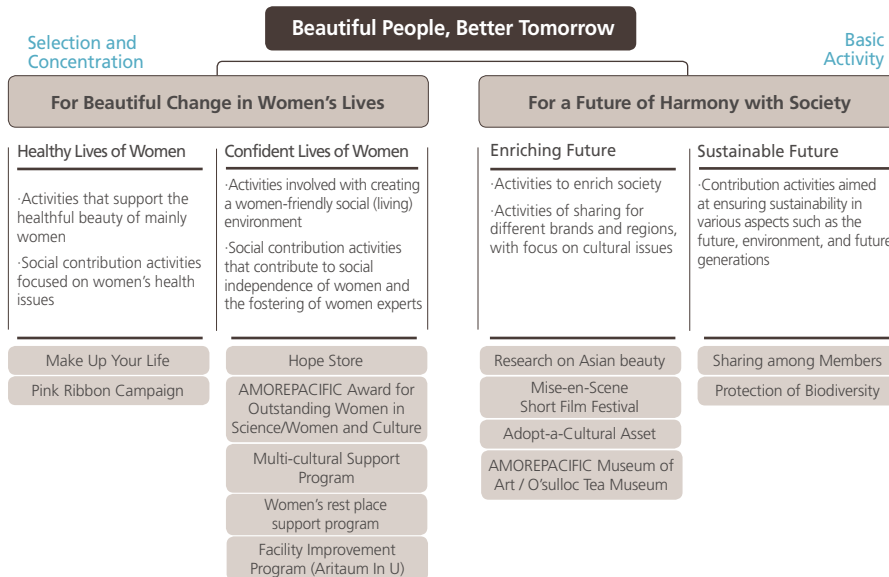 Beautiful People, Better Tomorrow
Selection and
Concentration
Basic
Activity
For Beautiful Change in Women's Lives
For a Future of Harmony with Society
Healthy Lives of Women
·Activities that support the
healthful beauty of mainly
women
·Social contribution activities
focused on women's health
issues
Make Up Your Life
Pink Ribbon Campaign
Confident Lives of Women
·Activities involved with creating
a women-friendly social (living)
environment
·Social contribution activities
that contribute to social
independence of women and
the fostering of women experts
Hope Store
AMOREPACIFIC Award for
Outstanding Women in
Science/Women and Culture
Multi-cultural Support
Program
Women's rest place
support program
Facility Improvement
Program (Aritaum In U)
Enriching Future
·Activities to enrich society
·Activities of sharing for
different brands and regions,
with focus on cultural issues
Research on Asian beauty
Mise-en-Scene
Short Film Festival
Adopt-a-Cultural Asset
AMOREPACIFIC Museum of
Art / O'sulloc Tea Museum
Sustainable Future
·Contribution activities aimed
at ensuring sustainability in
various aspects such as the
future, environment, and future
generations
Sharing among Members
Protection of Biodiversity